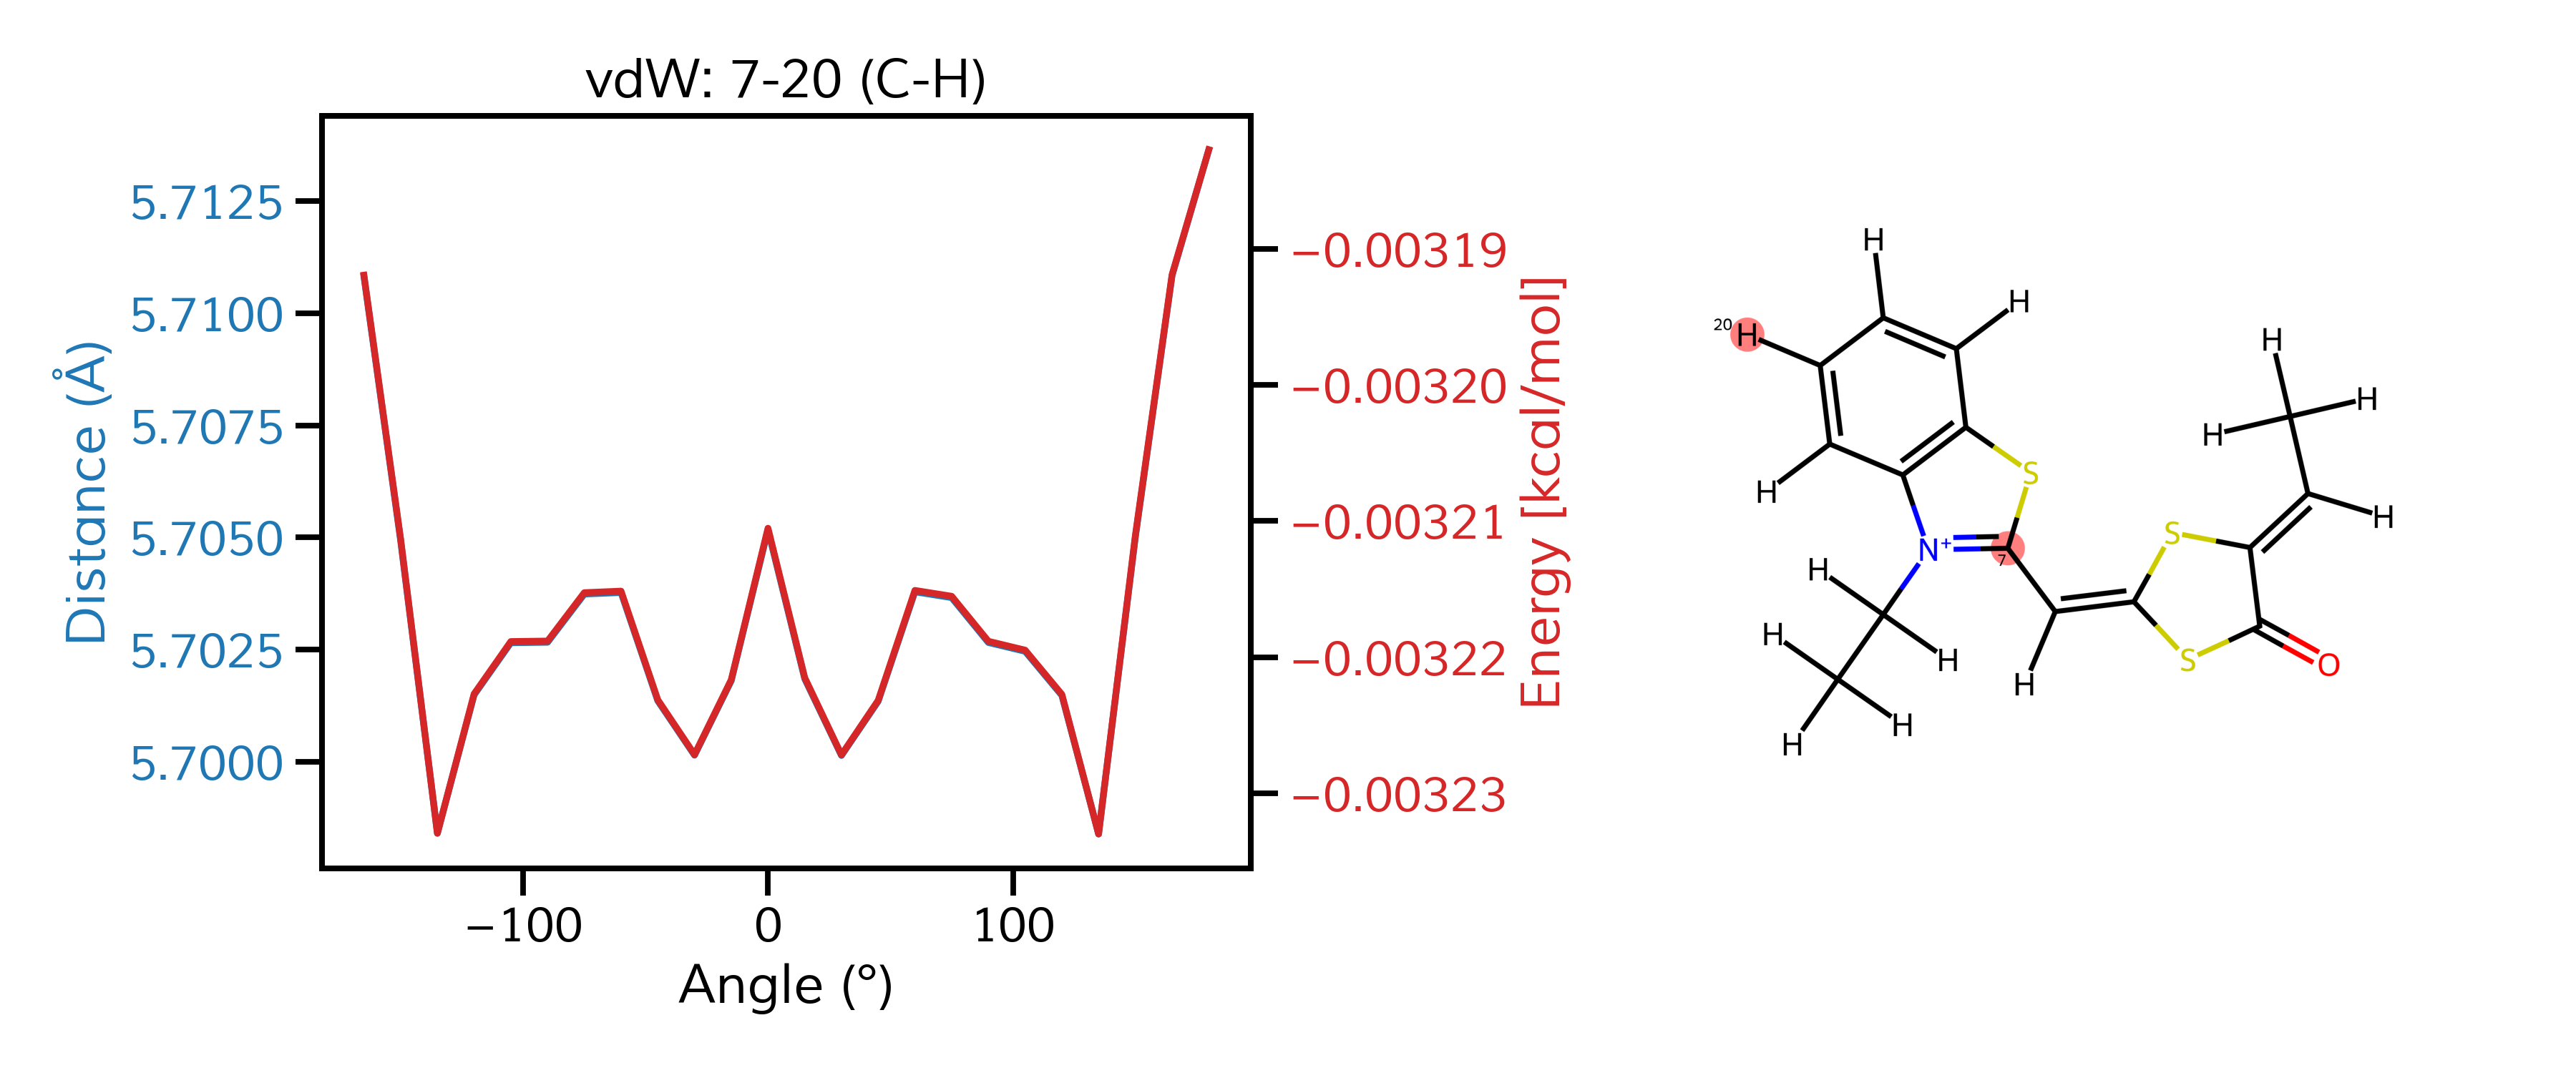 vdW: 7-20 (C-H)
Distance (Å)
5.7125
5.7100
5.7075
5.7050
5.7025
5.7000
−100
0
100
Angle (°)
−0.00319
−0.00320
−0.00321
−0.00322
−0.00323
Energy [kcal/mol]
H
H
20
H
H
S
N+
7
H
H
H
H
H
H
S
S
O
H
H
H
H